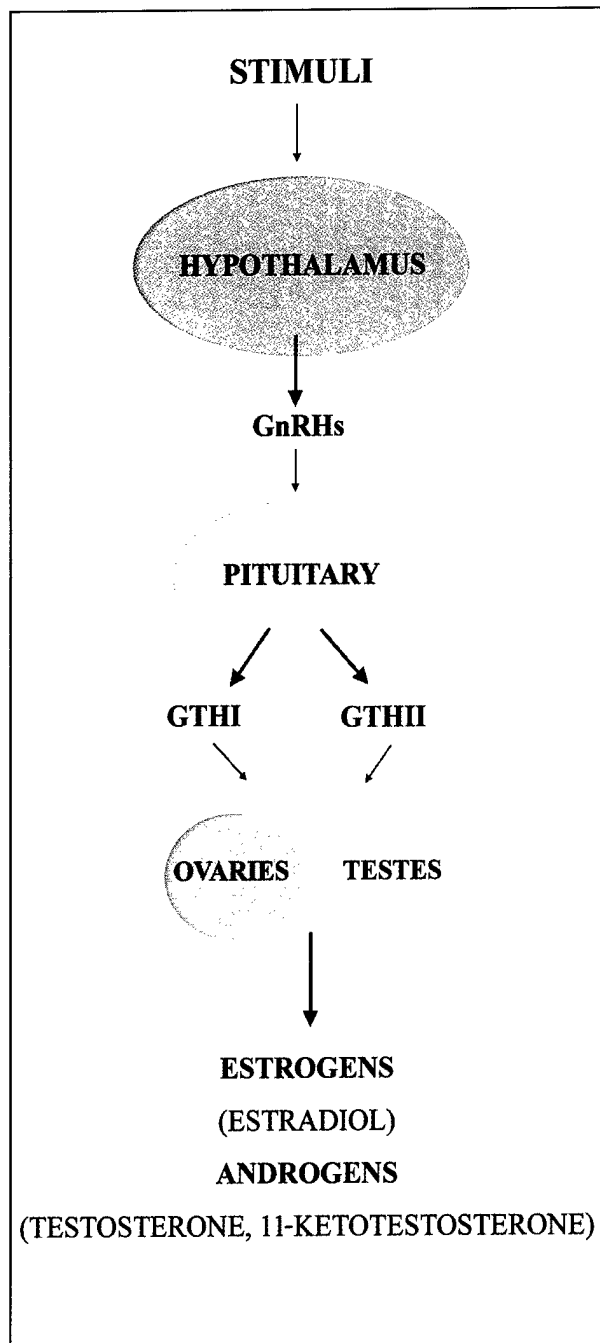 STIMULI
HYPOTHALAMUS
GnRHs
PITUITARY
GTHI GTHII
OVARIES TESTES
ESTROGENS
(ESTRADIOL)
ANDROGENS
(TESTOSTERONE, 11-KETOTESTOSTERONE)